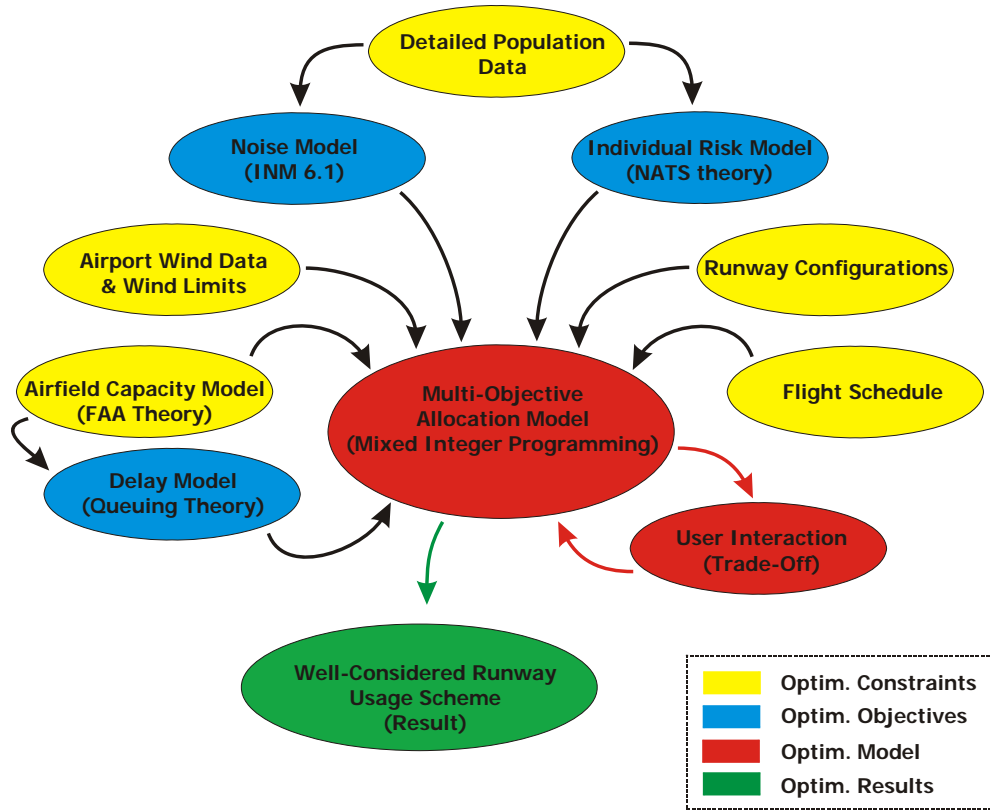 Detailed Population
Data
Noise Model
(INM 6.1)
Individual Risk Model
(NATS theory)
Airport Wind Data
& Wind Limits
Runway Configurations
Airfield Capacity Model
(FAA Theory)
Multi-Objective
Allocation Model
(Mixed Integer Programming)
Flight Schedule
Delay Model
(Queuing Theory)
User Interaction
(Trade-Off)
Well-Considered Runway
Usage Scheme
(Result)
Optim. Constraints
Optim. Objectives
Optim. Model
Optim. Results